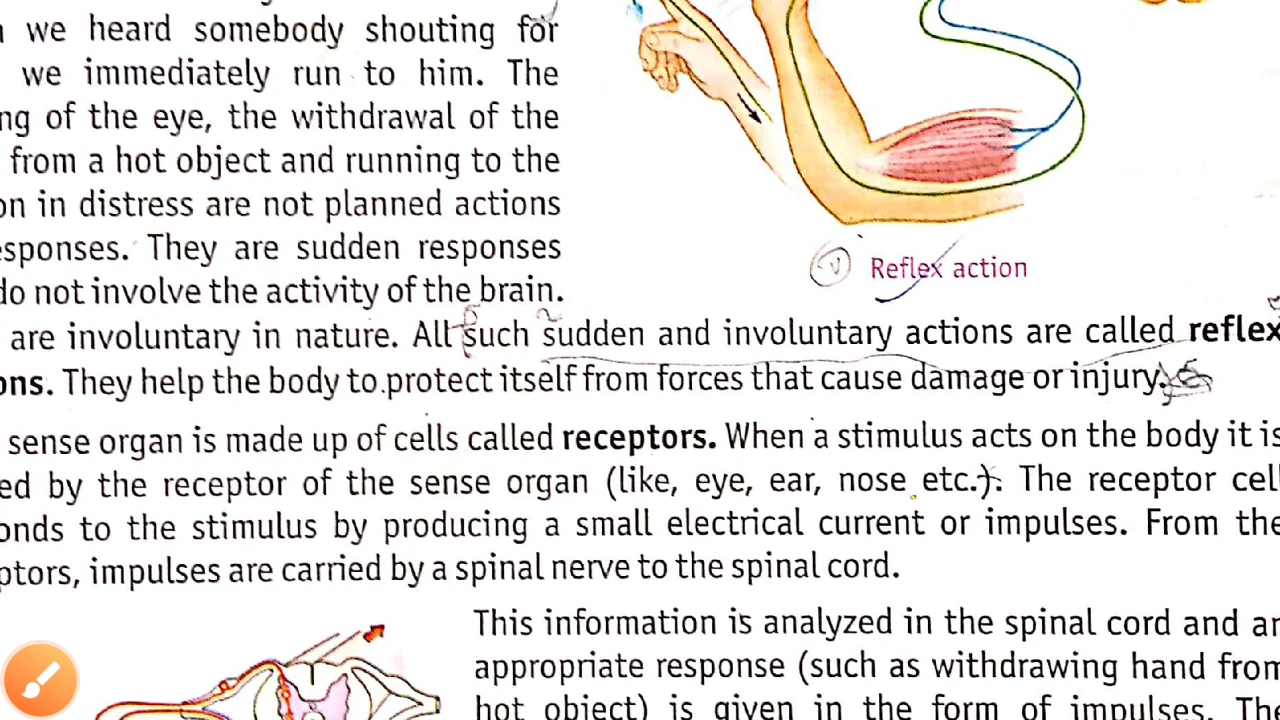 we heard somebody shouting for
we immediately run to him. The
ng of the eye, the withdrawal of the
from a hot object and running to the
on in distress are not planned actions
esponses. They are sudden responses
do not involve the activity of the brain.
Reflex action
are involuntary in nature. All such sudden and involuntary actions are called reflex
ons. They help the body to protect itself from forces that cause damage or injury.
sense organ is made up of cells called receptors. When a stimulus acts on the body it is
ed by the receptor of the sense organ (like, eye, ear, nose etc.). The receptor cell
onds to the stimulus by producing a small electrical current or impulses. From the
ptors, impulses are carried by a spinal nerve to the spinal cord.
This information is analyzed in the spinal cord and an
appropriate response (such as withdrawing hand from
hot object) is given in the form of impulses. The